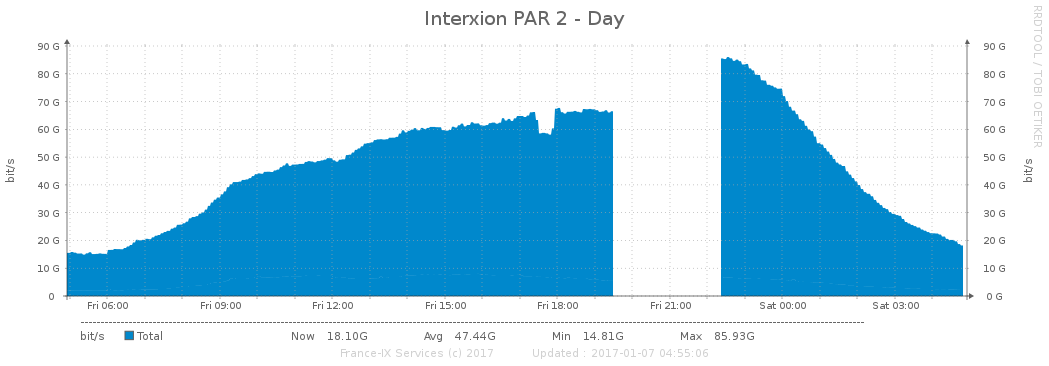 Interxion PAR 2 - Day
RRDTOOL / TOBI OETIKER
90 G 90 G
80 G 80 G
70 G 70 G
60 G 60 G
50 G 50 G
40 G 40 G
30 G 30 G
20 G 20 G
10 G 10 G
0 0 G
bit/s
bit/s
Fri 06:00 Fri 09:00 Fri 12:00 Fri 15:00 Fri 18:00 Fri 21:00 Sat 00:00 Sat 03:00
bit/s Total Now 18.10G Avg 47.44G Min 14.81G Max 85.93G
France-IX Services (c) 2017 Updated : 2017-01-07 04:55:06